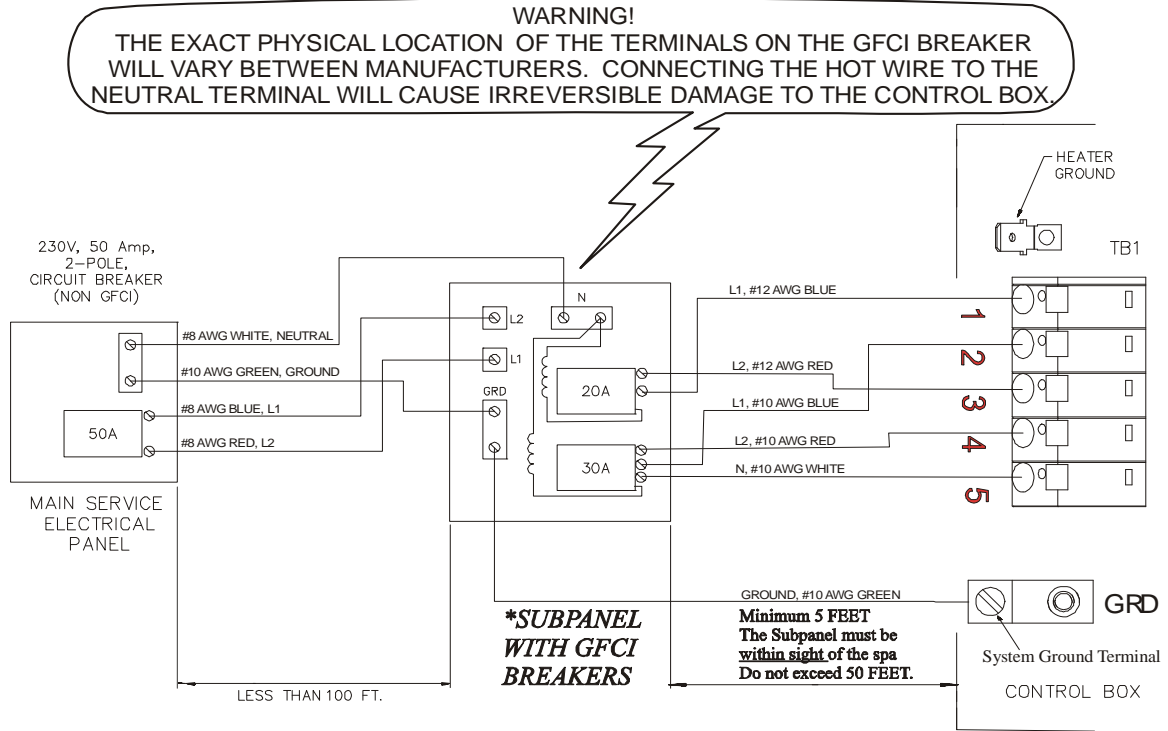 WARNING!
THE EXACT PHYSICAL LOCATION OF THE TERMINALS ON THE GFCI BREAKER
WILL VARY BETWEEN MANUFACTURERS. CONNECTING THE HOT WIRE TO THE
NEUTRAL TERMINAL WILL CAUSE IRREVERSIBLE DAMAGE TO THE CONTROL BOX.
HEATER
GROUND
TB1
230V, 50 Amp,
2-POLE,
CIRCUIT BREAKER
(NON GFCI)
#8 AWG WHITE, NEUTRAL
#10 AWG GREEN, GROUND
#8 AWG BLUE, L1
#8 AWG RED, L2
50A
MAIN SERVICE
ELECTRICAL
PANEL
N
L2
L1
GRD
20A
30A
L1, #12 AWG BLUE
L2, #12 AWG RED
L1, #10 AWG BLUE
L2, #10 AWG RED
N, #10 AWG WHITE
1
2
3
4
5
GROUND, #10 AWG GREEN
*SUBPANEL
WITH GFCI
BREAKERS
Minimum 5 FEET
The Subpanel must be
within sight of the spa
Do not exceed 50 FEET.
GRD
System Ground Terminal
CONTROL BOX
LESS THAN 100 FT.